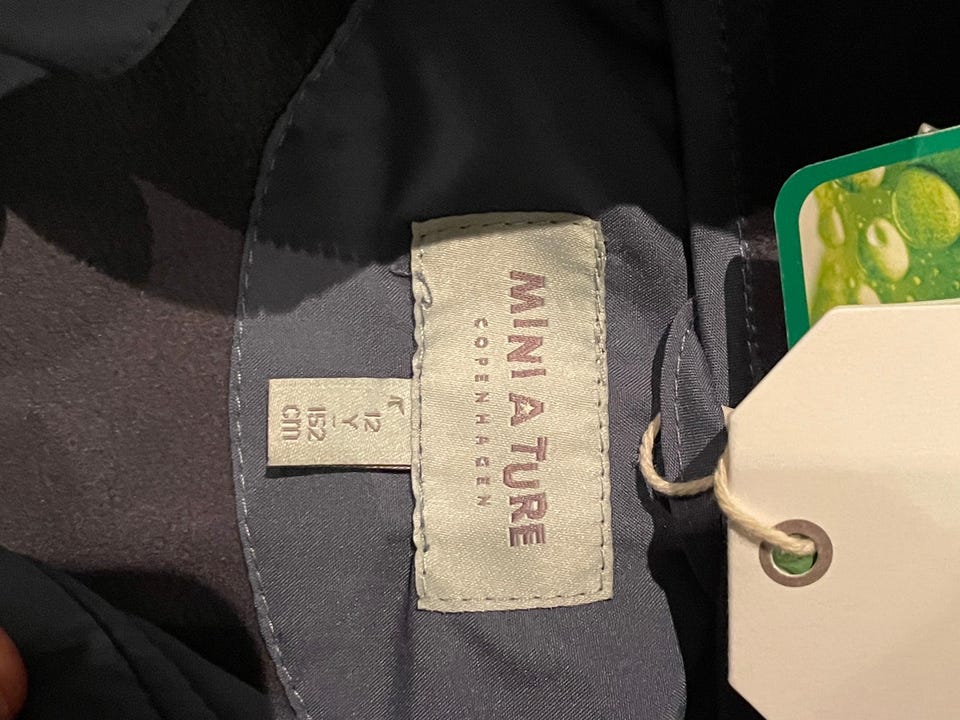 MINI A TURE
COPENHAGEN
12
Y
152
cm